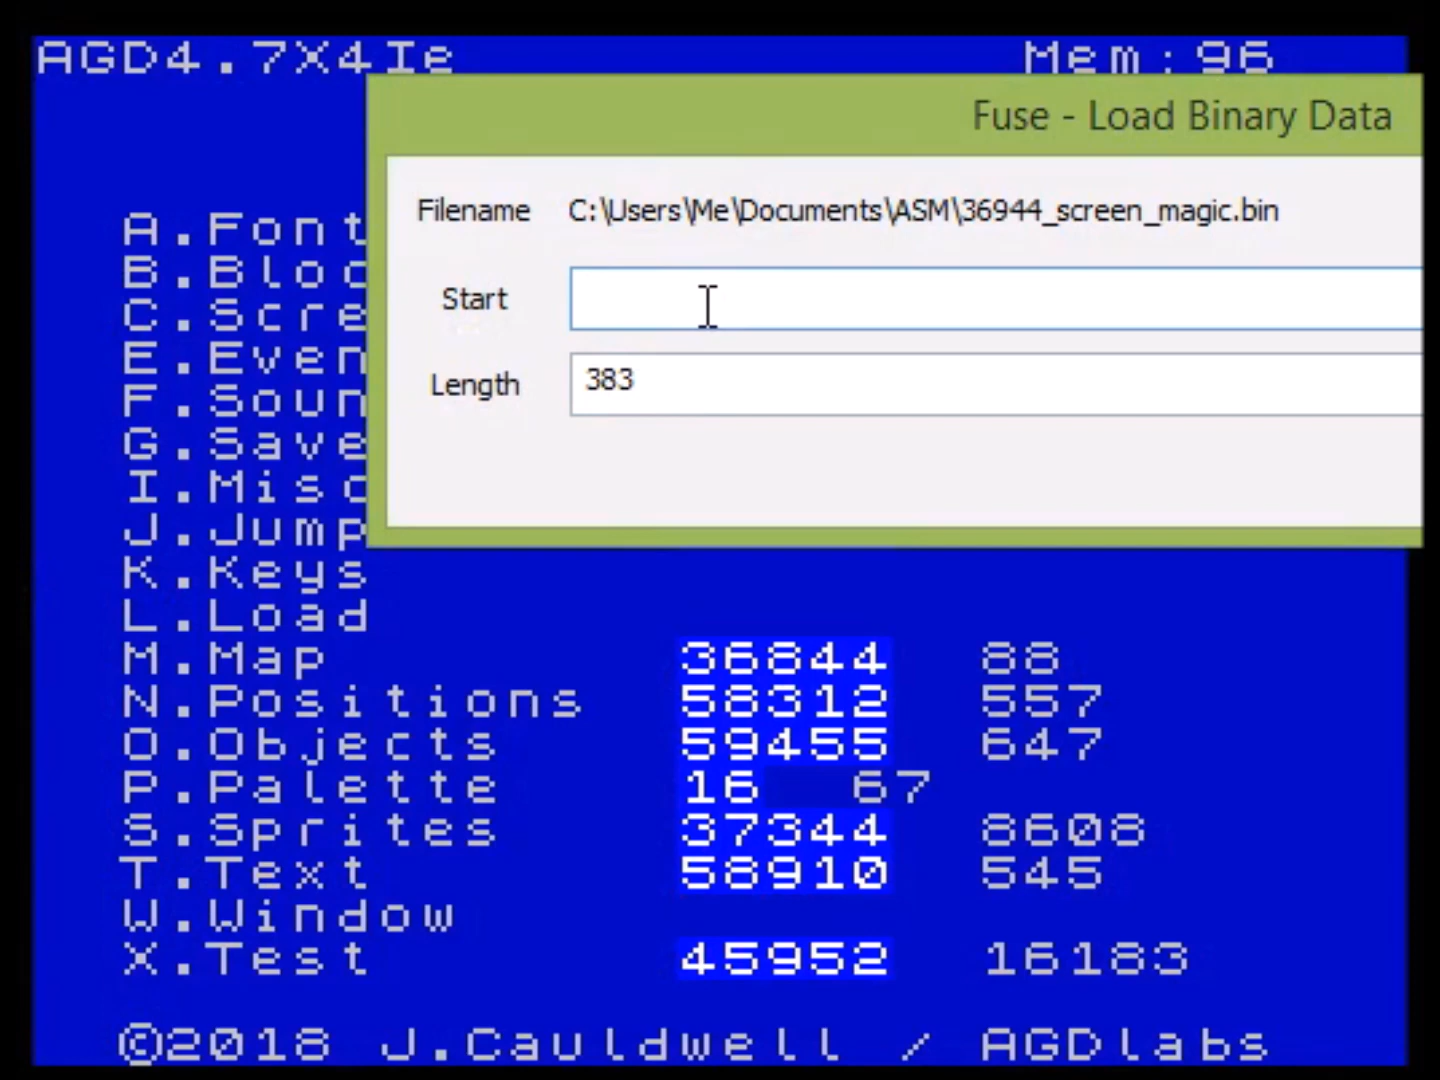 AGD4.7X4Ie Mem:96
Fuse - Load Binary Data
Filename C:\Users\Me\Documents\ASM\36944_screen_magic.bin
Start
Length 383
A.Font
B.Bloc
C.Scre
E.Even
F.Soun
G.Save
I.Misc
J.Jump
K.Keys
L.Load
M.Map 36844 88
N.Positions 58312 557
O.Objects 59455 647
P.Palette 16 67
S.Sprites 37344 8608
T.Text 58910 545
W.Window
X.Test 45952 16183
©2018 J.Cauldwell / AGDlabs